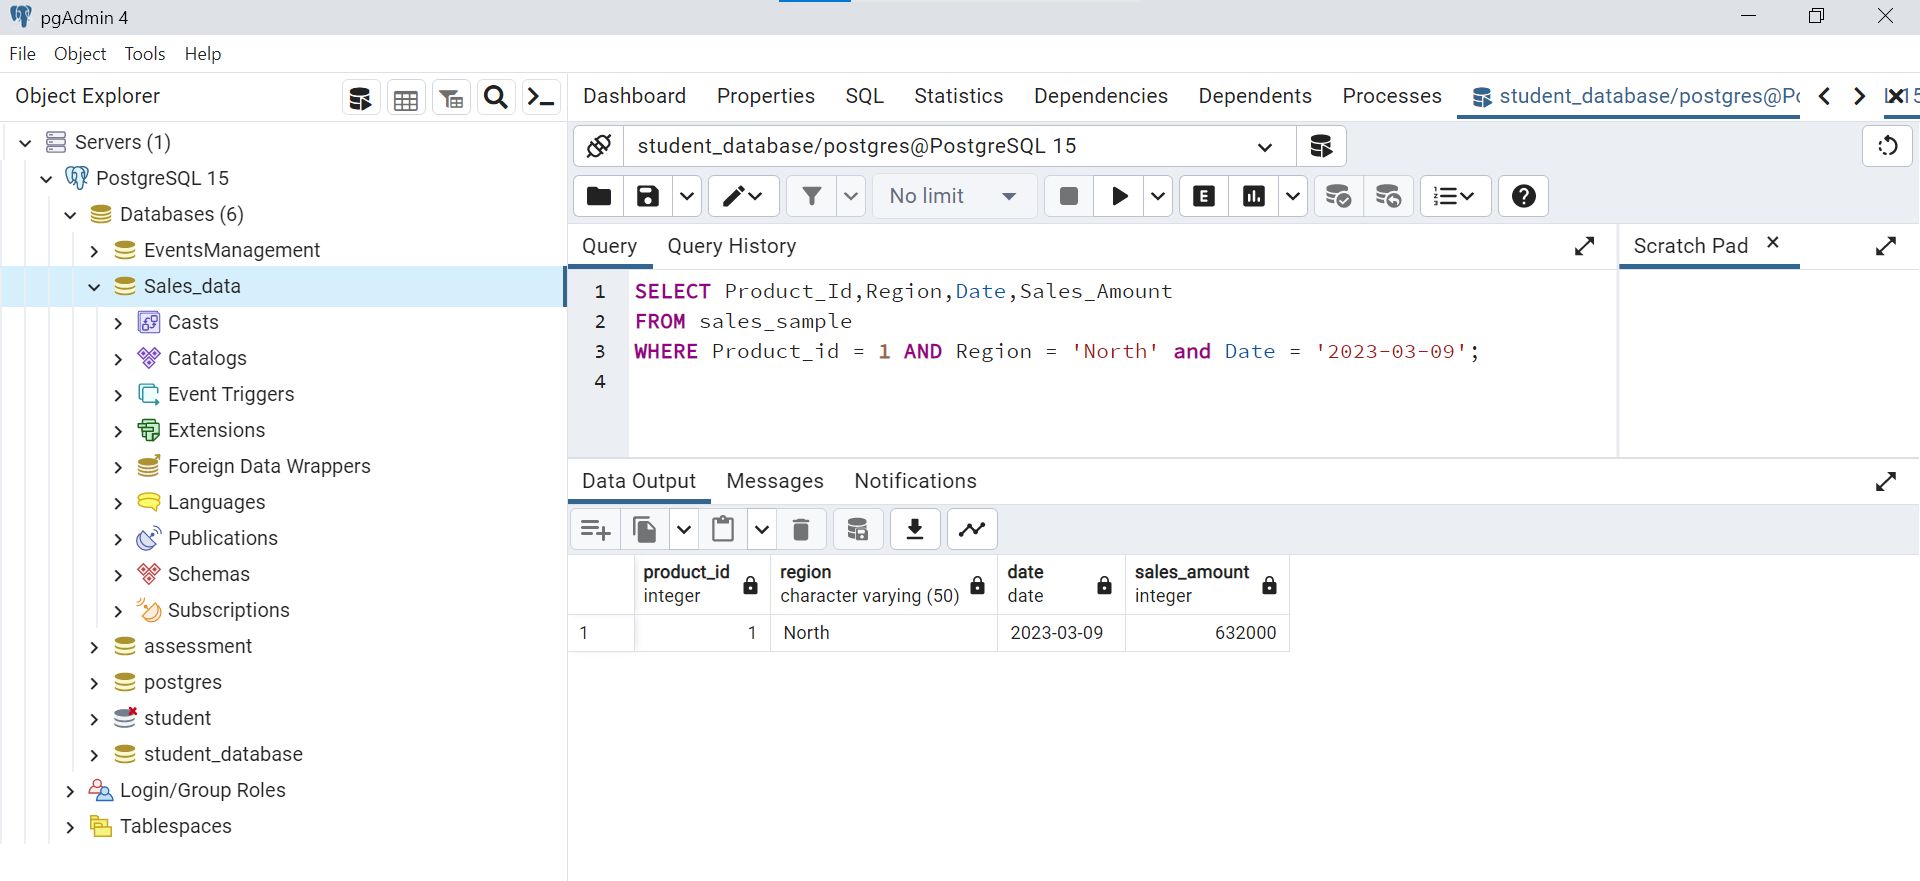 pgAdmin 4
File Object Tools Help
Object Explorer
Dashboard Properties SQL Statistics Dependencies Dependents Processes student_database/postgres@Po
Servers (1)
PostgreSQL 15
Databases (6)
EventsManagement
Sales_data
Casts
Catalogs
Event Triggers
Extensions
Foreign Data Wrappers
Languages
Publications
Schemas
Subscriptions
assessment
postgres
student
student_database
Login/Group Roles
Tablespaces
student_database/postgres@PostgreSQL 15
No limit
E
Query Query History
Scratch Pad
1 SELECT Product_Id,Region,Date,Sales_Amount
2 FROM sales_sample
3 WHERE Product_id = 1 AND Region = 'North' and Date = '2023-03-09';
4
Data Output Messages Notifications
product_id region date sales_amount
integer character varying (50) date integer
1 1 North 2023-03-09 632000